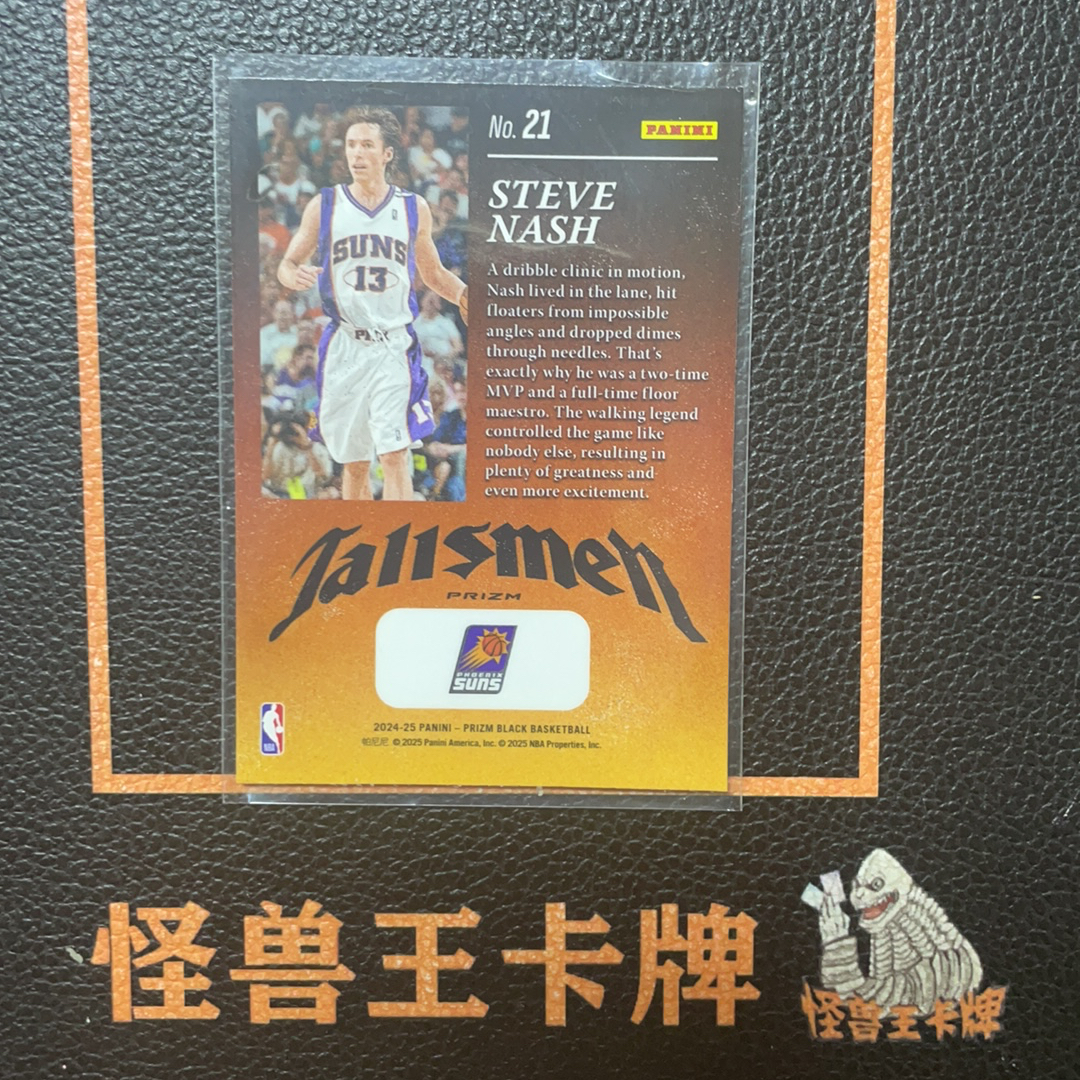 No. 21
PANINI
STEVE
NASH
A dribble clinic in motion,
Nash lived in the lane, hit
floaters from impossible
angles and dropped dimes
through needles. That's
exactly why he was a two-time
MVP and a full-time floor
maestro. The walking legend
controlled the game like
nobody else, resulting in
plenty of greatness and
even more excitement.
SUNS
13
Talismen
PRIZM
PHOENIX
SUNS
NBA
2024-25 PANINI – PRIZM BLACK BASKETBALL
帕尼尼 © 2025 Panini America, Inc. © 2025 NBA Properties, Inc.
怪兽王卡牌
怪兽王卡牌